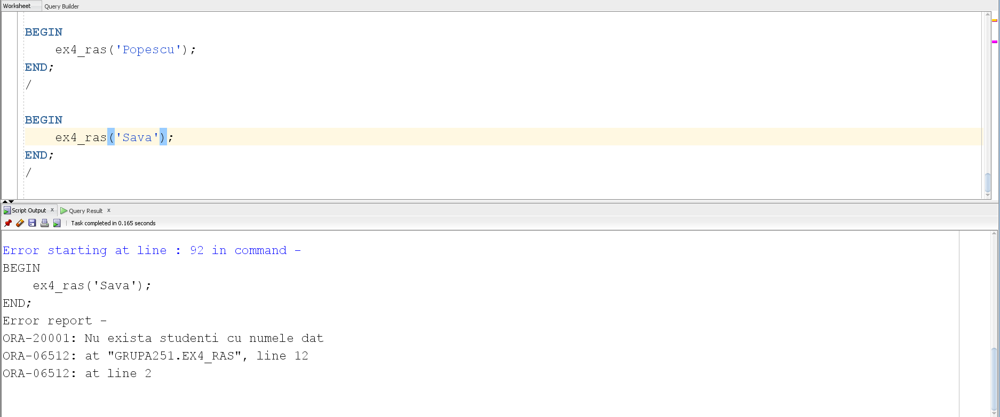 Worksheet Query Builder
BEGIN
ex4_ras('Popescu');
END;
/
BEGIN
ex4_ras('Sava');
END;
/
Script Output x Query Result x
Task completed in 0.165 seconds
Error starting at line : 92 in command -
BEGIN
ex4_ras('Sava');
END;
Error report -
ORA-20001: Nu exista studenti cu numele dat
ORA-06512: at "GRUPA251.EX4_RAS", line 12
ORA-06512: at line 2